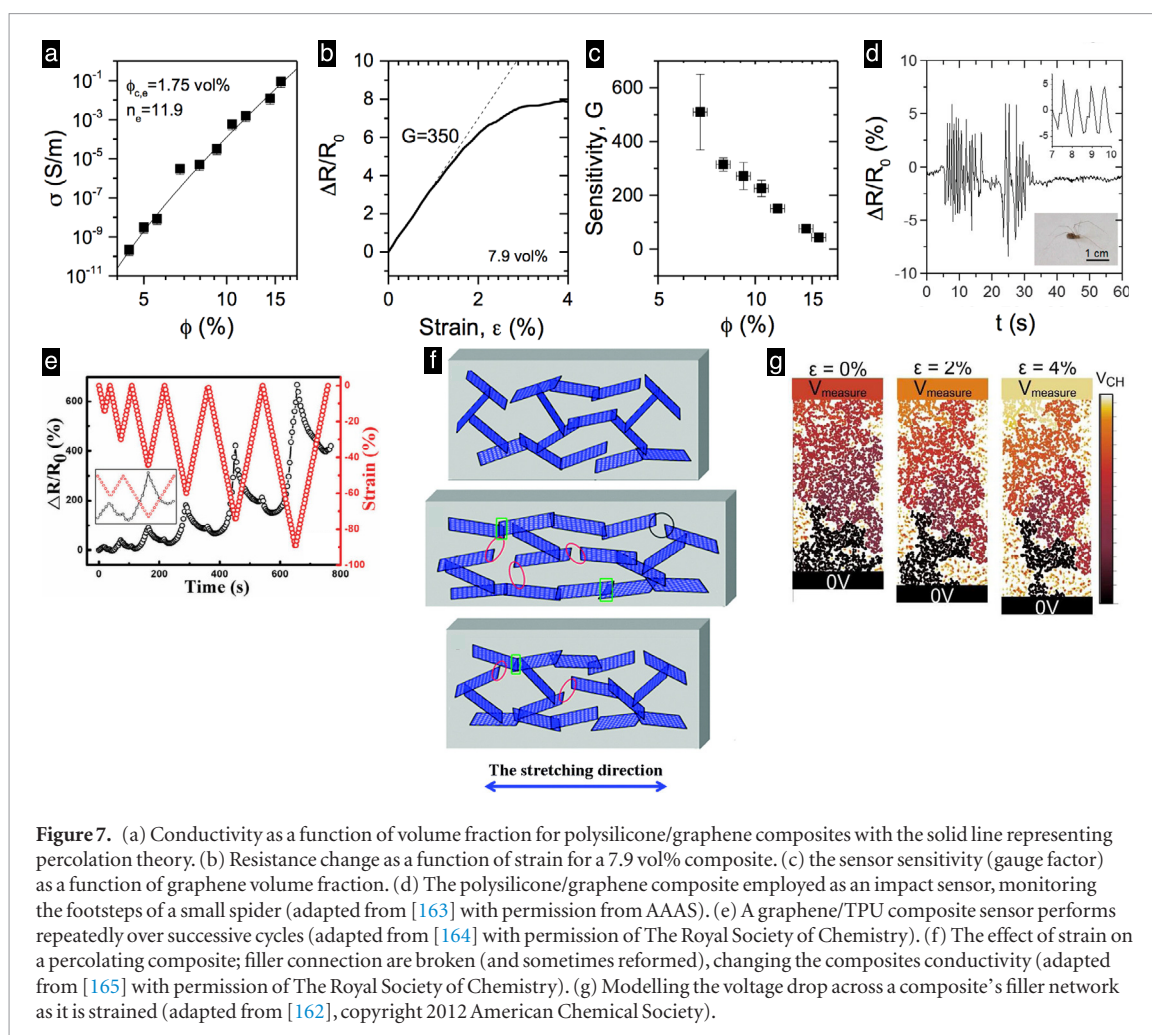 a
σ (S/m)
10⁻¹
10⁻³
10⁻⁵
10⁻⁷
10⁻⁹
10⁻¹¹
ϕc,e=1.75 vol%
ne=11.9
5 10 15
ϕ (%)
b
ΔR/R0
10
8
6
4
2
0
G=350
7.9 vol%
0 1 2 3 4
Strain, ε (%)
c
Sensitivity, G
600
400
200
0
5 10 15
ϕ (%)
d
ΔR/R0 (%)
10
5
0
-5
-10
5
0
-5
7 8 9 10
1 cm
0 10 20 30 40 50 60
t (s)
e
ΔR/R0 (%)
600
500
400
300
200
100
0
0
-20
-40
-60
-80
-100
Strain (%)
0 200 400 600 800
Time (s)
f
The stretching direction
g
ε = 0% ε = 2% ε = 4%
Vmeasure Vmeasure Vmeasure
VCH
0V 0V 0V
Figure 7. (a) Conductivity as a function of volume fraction for polysilicone/graphene composites with the solid line representing
percolation theory. (b) Resistance change as a function of strain for a 7.9 vol% composite. (c) the sensor sensitivity (gauge factor)
as a function of graphene volume fraction. (d) The polysilicone/graphene composite employed as an impact sensor, monitoring
the footsteps of a small spider (adapted from [163] with permission from AAAS). (e) A graphene/TPU composite sensor performs
repeatedly over successive cycles (adapted from [164] with permission of The Royal Society of Chemistry). (f) The effect of strain on
a percolating composite; filler connection are broken (and sometimes reformed), changing the composites conductivity (adapted
from [165] with permission of The Royal Society of Chemistry). (g) Modelling the voltage drop across a composite's filler network
as it is strained (adapted from [162], copyright 2012 American Chemical Society).